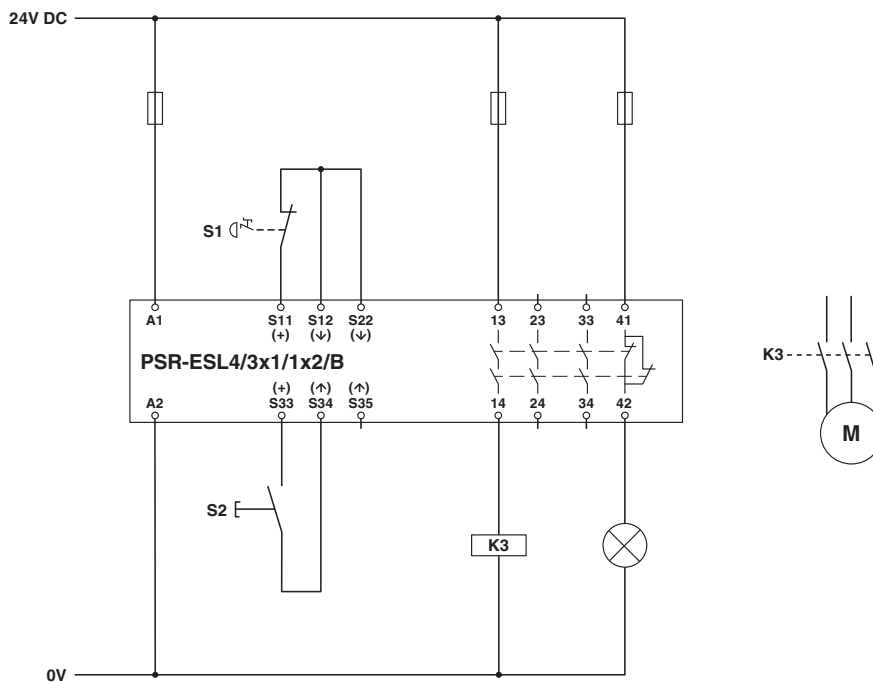 24V DC
S1
A1 S11 S12 S22 13 23 33 41
(+) (↓) (↓)
PSR-ESL4/3x1/1x2/B
(+) (↑) (↑)
A2 S33 S34 S35 14 24 34 42
K3
M
S2
K3
0V